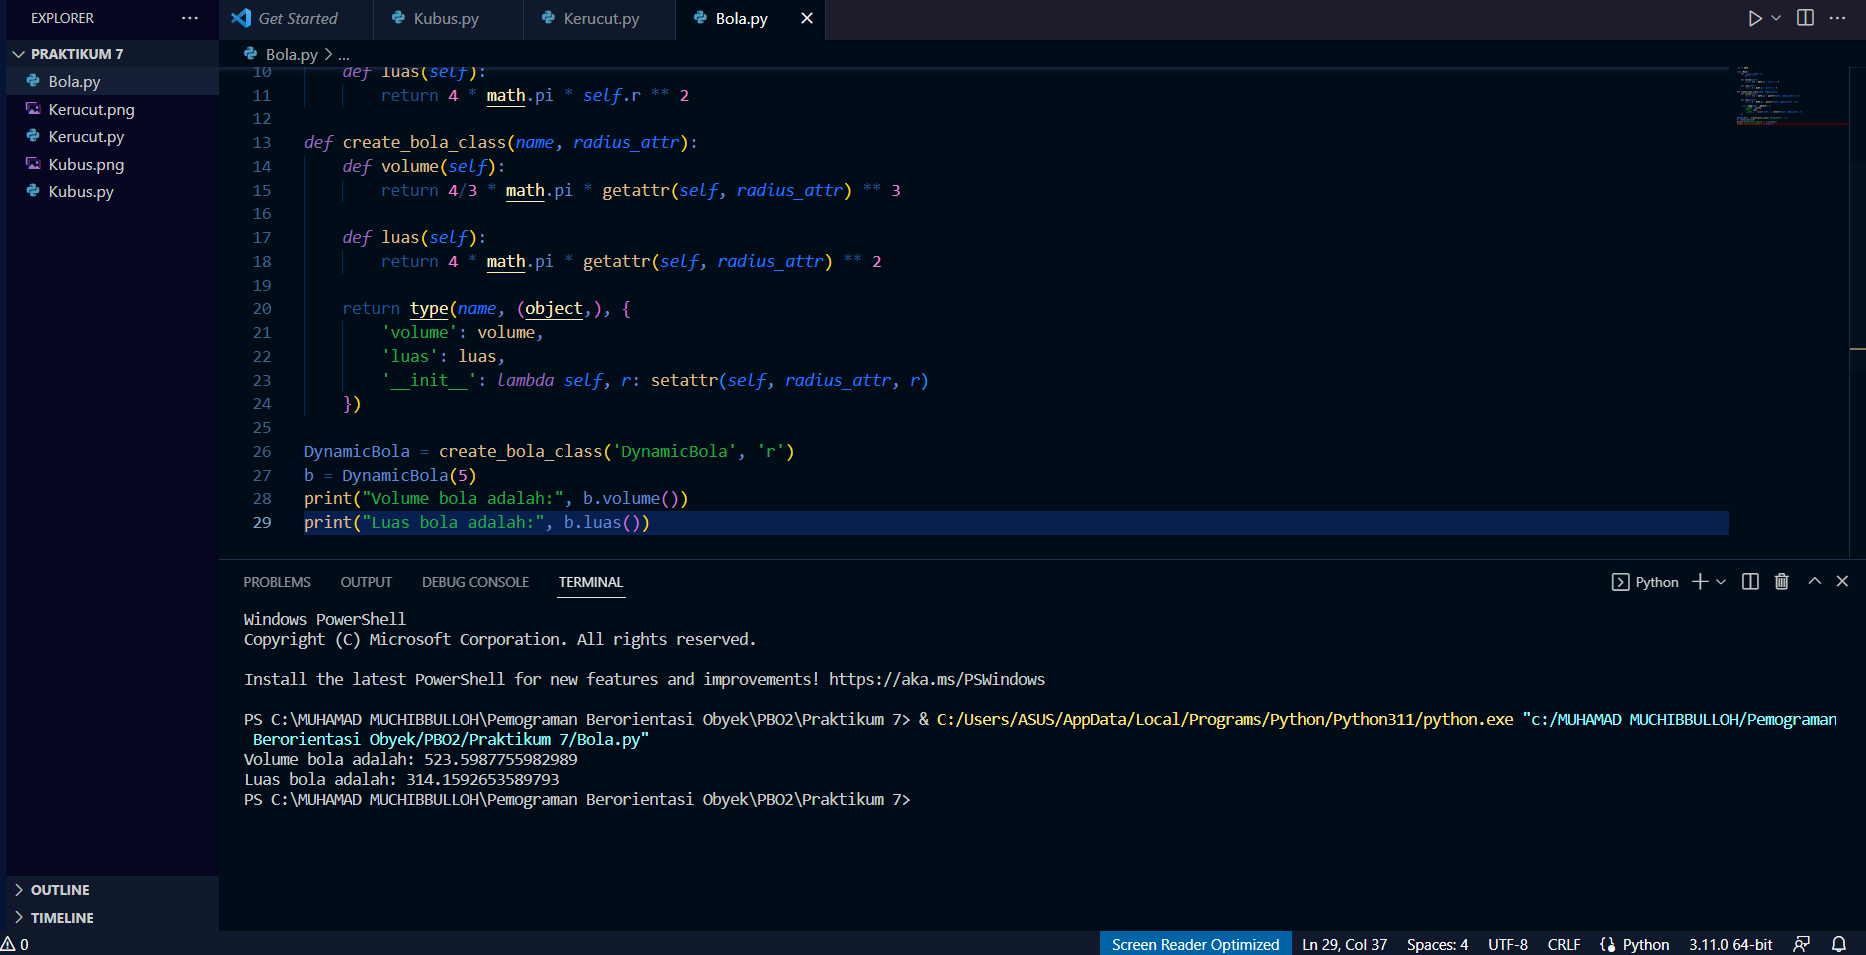 EXPLORER ···
PRAKTIKUM 7
Bola.py
Kerucut.png
Kerucut.py
Kubus.png
Kubus.py
OUTLINE
TIMELINE
Get Started Kubus.py Kerucut.py Bola.py ×
Bola.py > ...
10 def luas(self):
11 return 4 * math.pi * self.r ** 2
12
13 def create_bola_class(name, radius_attr):
14 def volume(self):
15 return 4/3 * math.pi * getattr(self, radius_attr) ** 3
16
17 def luas(self):
18 return 4 * math.pi * getattr(self, radius_attr) ** 2
19
20 return type(name, (object,), {
21 'volume': volume,
22 'luas': luas,
23 '__init__': lambda self, r: setattr(self, radius_attr, r)
24 })
25
26 DynamicBola = create_bola_class('DynamicBola', 'r')
27 b = DynamicBola(5)
28 print("Volume bola adalah:", b.volume())
29 print("Luas bola adalah:", b.luas())
PROBLEMS OUTPUT DEBUG CONSOLE TERMINAL Python
Windows PowerShell
Copyright (C) Microsoft Corporation. All rights reserved.
Install the latest PowerShell for new features and improvements! https://aka.ms/PSWindows
PS C:\MUHAMAD MUCHIBBULLOH\Pemograman Berorientasi Obyek\PBO2\Praktikum 7> & C:/Users/ASUS/AppData/Local/Programs/Python/Python311/python.exe "c:/MUHAMAD MUCHIBBULLOH/Pemograman
Berorientasi Obyek/PBO2/Praktikum 7/Bola.py"
Volume bola adalah: 523.5987755982989
Luas bola adalah: 314.1592653589793
PS C:\MUHAMAD MUCHIBBULLOH\Pemograman Berorientasi Obyek\PBO2\Praktikum 7>
0 Screen Reader Optimized Ln 29, Col 37 Spaces: 4 UTF-8 CRLF Python 3.11.0 64-bit